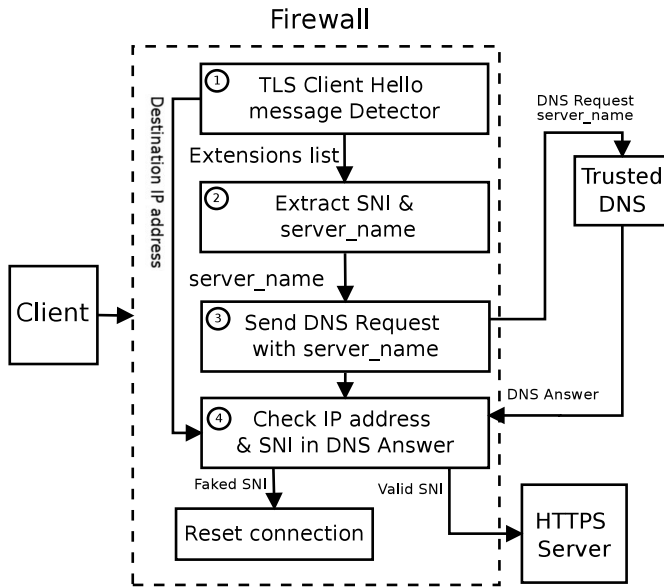 Firewall
1
TLS Client Hello
message Detector
Destination IP address
Extensions list
2
Extract SNI &
server_name
server_name
3
Send DNS Request
with server_name
DNS Request
server_name
Trusted
DNS
Client
DNS Answer
4
Check IP address
& SNI in DNS Answer
Faked SNI
Valid SNI
Reset connection
HTTPS
Server